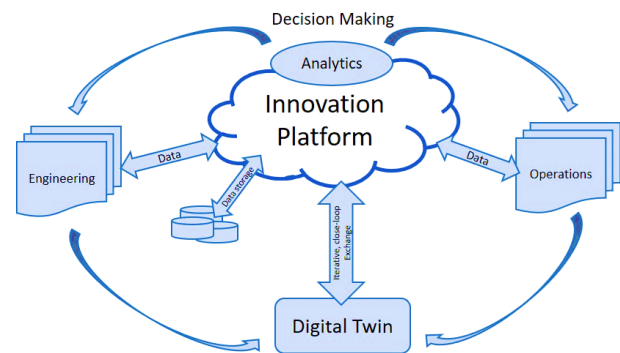 Decision Making
Analytics
Innovation
Platform
Data
Data
Engineering
Operations
Data storage
Iterative, close-loop
Exchange
Digital Twin